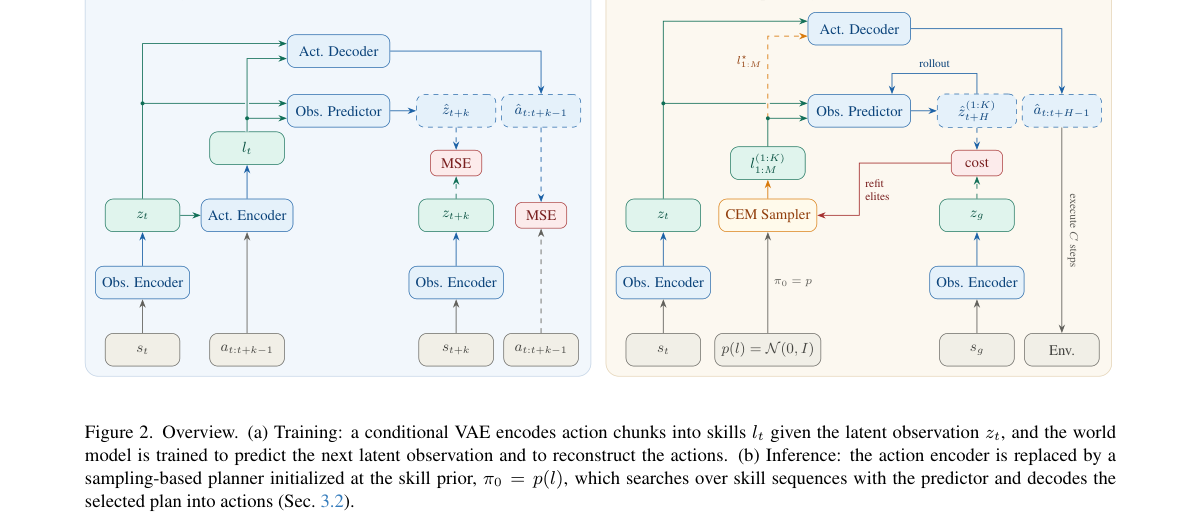 Act. Decoder
Obs. Predictor
ẑ_{t+k}
â_{t:t+k−1}
l_t
MSE
z_t
Act. Encoder
z_{t+k}
MSE
Obs. Encoder
Obs. Encoder
s_t
a_{t:t+k−1}
s_{t+k}
a_{t:t+k−1}
Act. Decoder
l^⋆_{1:M}
rollout
Obs. Predictor
ẑ^{(1:K)}_{t+H}
â_{t:t+H−1}
l^{(1:K)}_{1:M}
cost
refit
elites
z_t
CEM Sampler
z_g
execute C steps
Obs. Encoder
π_0 = p
Obs. Encoder
s_t
p(l) = 𝒩(0, I)
s_g
Env.
Figure 2. Overview. (a) Training: a conditional VAE encodes action chunks into skills l_t given the latent observation z_t, and the world
model is trained to predict the next latent observation and to reconstruct the actions. (b) Inference: the action encoder is replaced by a
sampling-based planner initialized at the skill prior, π_0 = p(l), which searches over skill sequences with the predictor and decodes the
selected plan into actions (Sec. 3.2).